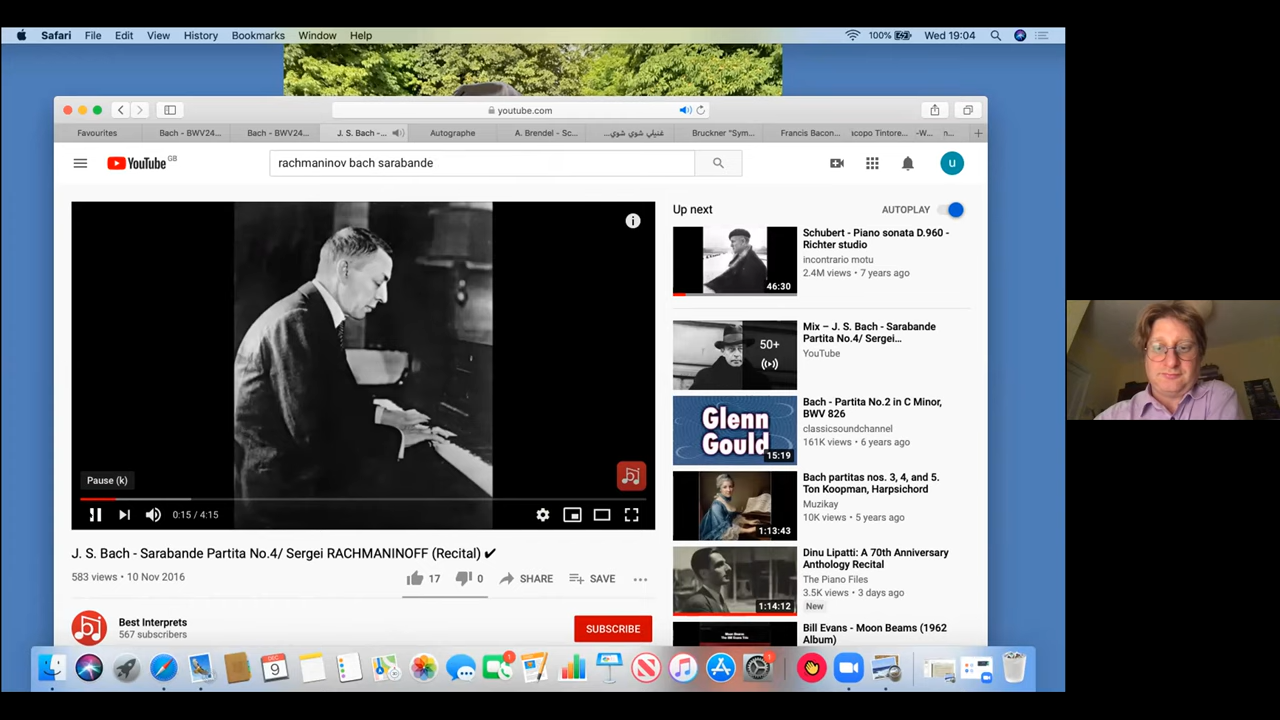 Safari File Edit View History Bookmarks Window Help 100% Wed 19:04
youtube.com
Favourites Bach - BWV24... Bach - BWV24... J. S. Bach -... Autographe A. Brendel - Sc... غنيلي شوي شوي... Bruckner "Sym... Francis Bacon... acopo Tintore... -W... n...
YouTube GB
rachmaninov bach sarabande
u
Up next
AUTOPLAY
Schubert - Piano sonata D.960 -
Richter studio
incontrario motu
2.4M views • 7 years ago
46:30
Mix – J. S. Bach - Sarabande
Partita No.4/ Sergei...
YouTube
50+
Bach - Partita No.2 in C Minor,
BWV 826
classicsoundchannel
161K views • 6 years ago
Glenn
Gould
15:19
Bach partitas nos. 3, 4, and 5.
Ton Koopman, Harpsichord
Muzikay
10K views • 5 years ago
1:13:43
Dinu Lipatti: A 70th Anniversary
Anthology Recital
The Piano Files
3.5K views • 3 days ago
New
1:14:12
Bill Evans - Moon Beams (1962
Album)
Pause (k)
0:15 / 4:15
J. S. Bach - Sarabande Partita No.4/ Sergei RACHMANINOFF (Recital) ✔
583 views • 10 Nov 2016
17 0 SHARE SAVE
Best Interprets
567 subscribers
SUBSCRIBE
DEC
9